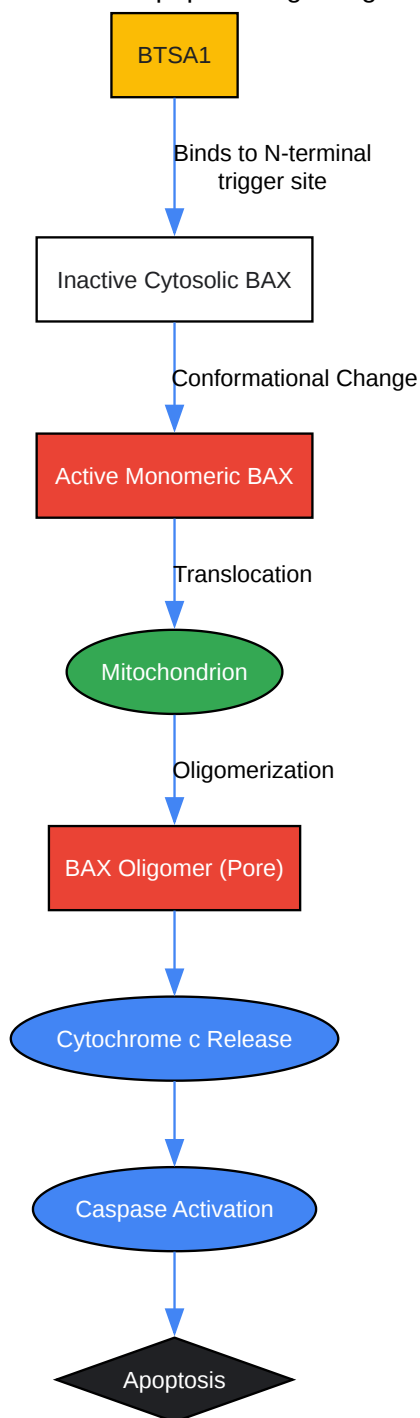 BTSA1
Binds to N-terminal
trigger site
Inactive Cytosolic BAX
Conformational Change
Active Monomeric BAX
Translocation
Mitochondrion
Oligomerization
BAX Oligomer (Pore)
Cytochrome c Release
Caspase Activation
Apoptosis